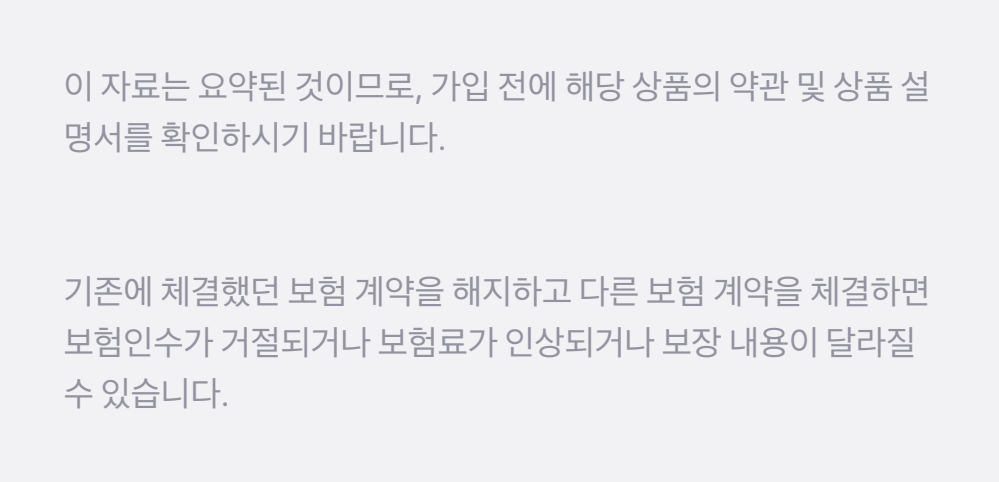 이 자료는 요약된 것이므로, 가입 전에 해당 상품의 약관 및 상품 설
명서를 확인하시기 바랍니다.
기존에 체결했던 보험 계약을 해지하고 다른 보험 계약을 체결하면
보험인수가 거절되거나 보험료가 인상되거나 보장 내용이 달라질
수 있습니다.